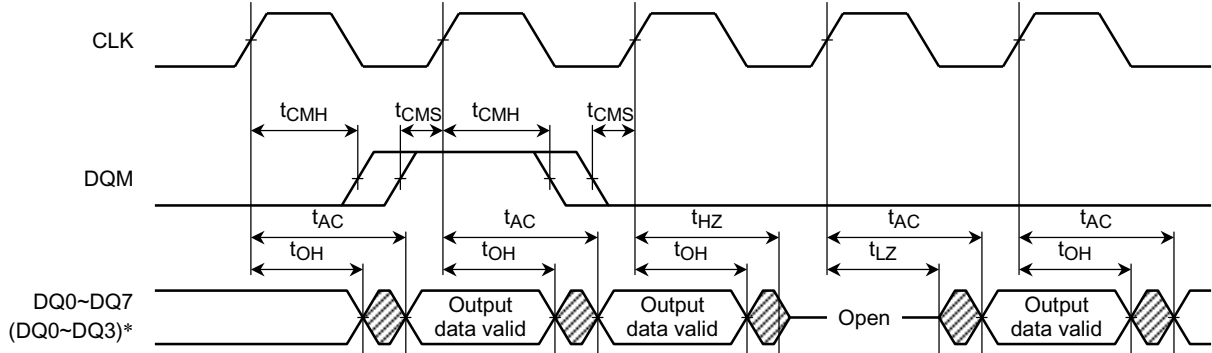 CLK
tCMH tCMS tCMH tCMS
DQM
tAC tAC tHZ tAC tAC
tOH tOH tOH tLZ tOH
DQ0~DQ7
(DQ0~DQ3)*
Output
data valid
Output
data valid
Open
Output
data valid